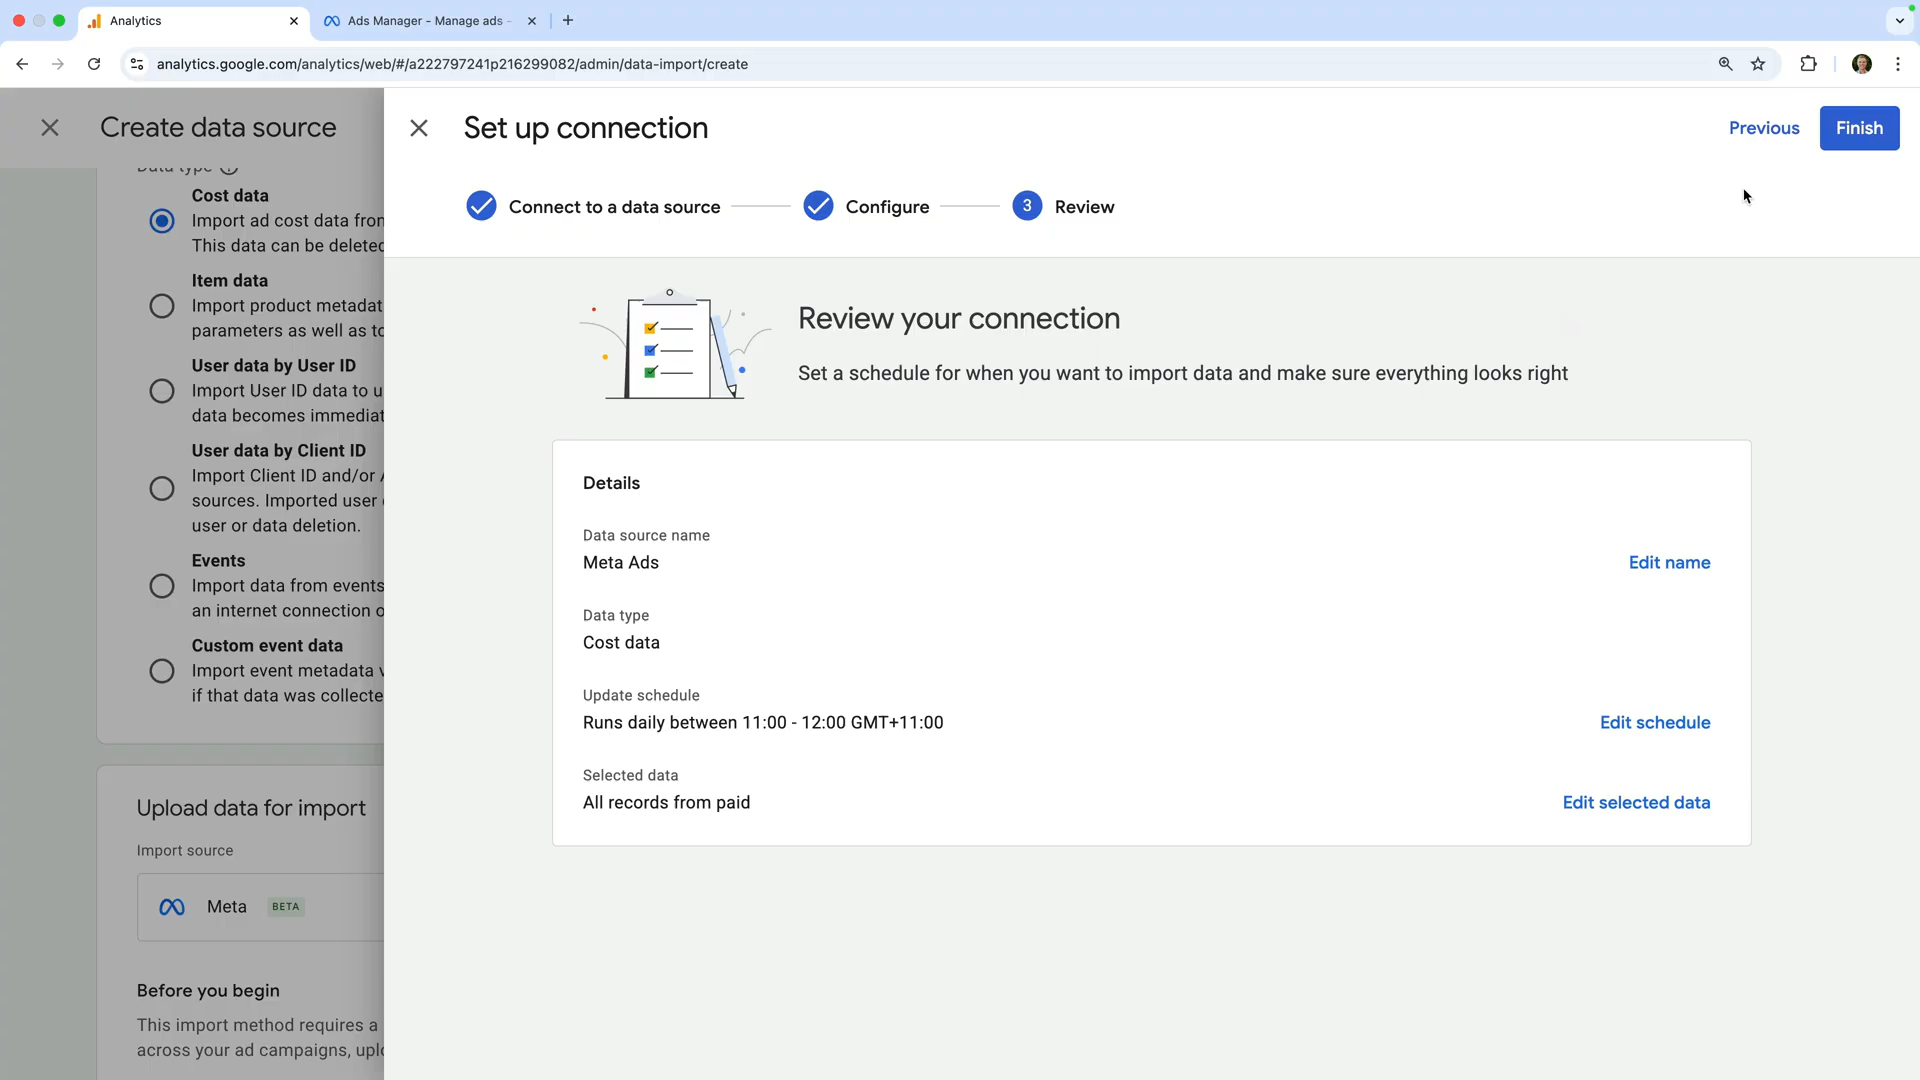 Analytics
Ads Manager - Manage ads -
analytics.google.com/analytics/web/#/a222797241p216299082/admin/data-import/create
Create data source
Data type
Cost data
Import ad cost data from
This data can be deleted
Item data
Import product metadat
parameters as well as to
User data by User ID
Import User ID data to u
data becomes immediat
User data by Client ID
Import Client ID and/or A
sources. Imported user
user or data deletion.
Events
Import data from events
an internet connection o
Custom event data
Import event metadata v
if that data was collecte
Upload data for import
Import source
Meta BETA
Before you begin
This import method requires a
across your ad campaigns, uplo
Set up connection
Previous
Finish
Connect to a data source
Configure
3 Review
Review your connection
Set a schedule for when you want to import data and make sure everything looks right
Details
Data source name
Meta Ads
Edit name
Data type
Cost data
Update schedule
Runs daily between 11:00 - 12:00 GMT+11:00
Edit schedule
Selected data
All records from paid
Edit selected data